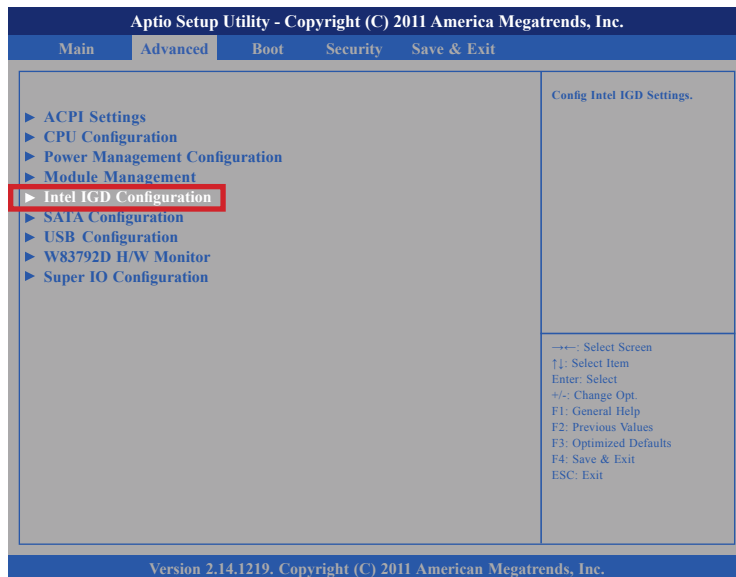 Aptio Setup Utility - Copyright (C) 2011 America Megatrends, Inc.
Main Advanced Boot Security Save & Exit
► ACPI Settings
► CPU Configuration
► Power Management Configuration
► Module Management
► Intel IGD Configuration
► SATA Configuration
► USB Configuration
► W83792D H/W Monitor
► Super IO Configuration
Config Intel IGD Settings.
→←: Select Screen
↑↓: Select Item
Enter: Select
+/-: Change Opt.
F1: General Help
F2: Previous Values
F3: Optimized Defaults
F4: Save & Exit
ESC: Exit
Version 2.14.1219. Copyright (C) 2011 American Megatrends, Inc.